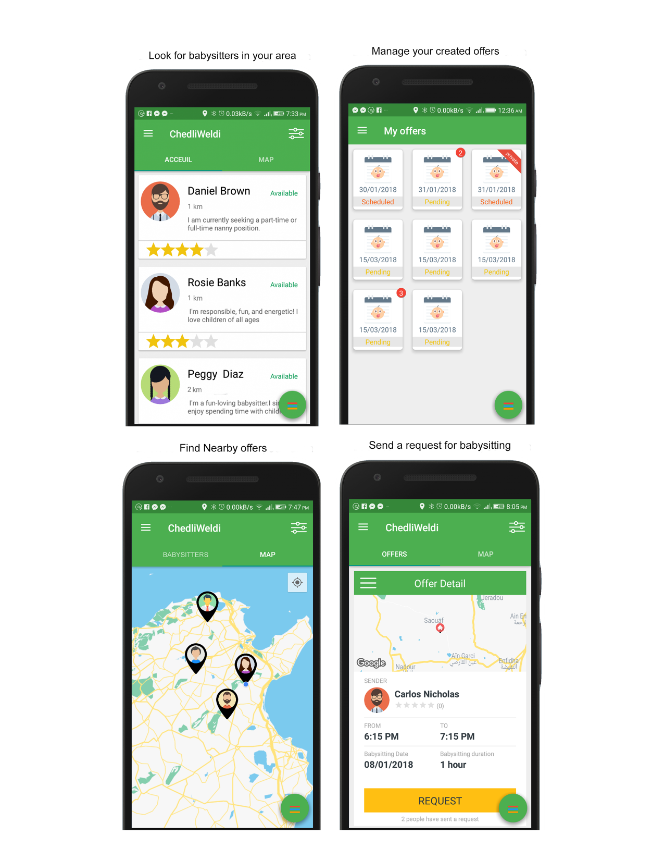 Look for babysitters in your area
0.03kB/s 7:33 PM
ChedliWeldi
ACCEUIL MAP
Daniel Brown Available
1 km
I am currently seeking a part-time or
full-time nanny position.
Rosie Banks Available
1 km
I'm responsible, fun, and energetic! I
love children of all ages
Peggy Diaz Available
2 km
I'm a fun-loving babysitter.I
enjoy spending time with
Manage your created offers
0.00kB/s 12:36 AM
My offers
2
30/01/2018 31/01/2018 31/01/2018
Scheduled Pending Scheduled
15/03/2018 15/03/2018 15/03/2018
Pending Pending Pending
3
15/03/2018 15/03/2018
Pending Pending
Find Nearby offers
0.00kB/s 7:47 PM
ChedliWeldi
BABYSITTERS MAP
Send a request for babysitting
0.00kB/s 8:05 PM
ChedliWeldi
OFFERS MAP
Offer Detail
Google
SENDER
Carlos Nicholas
(0)
FROM TO
6:15 PM 7:15 PM
Babysitting Date Babysitting duration
08/01/2018 1 hour
REQUEST
2 people have sent a request